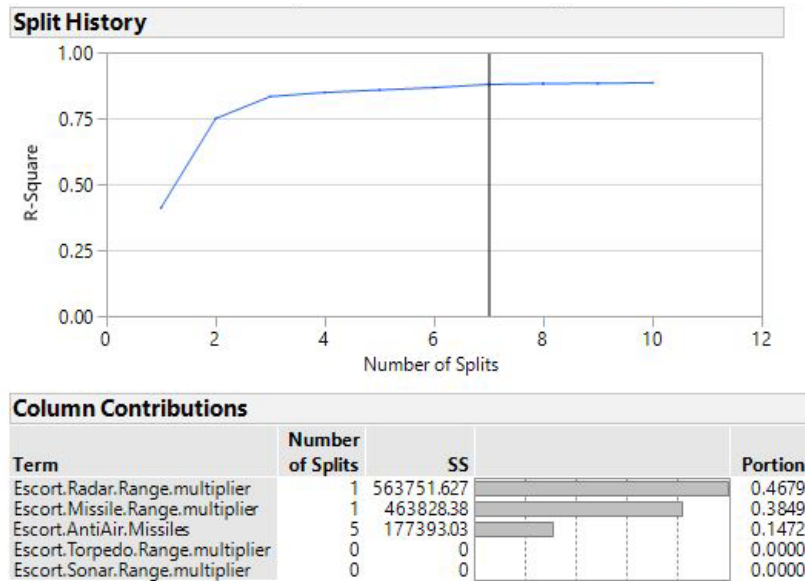 Split History
1.00
0.75
0.50
0.25
0.00
R-Square
0 2 4 6 8 10 12
Number of Splits
Column Contributions
Term Number of Splits SS Portion
Escort.Radar.Range.multiplier 1 563751.627 0.4679
Escort.Missile.Range.multiplier 1 463828.38 0.3849
Escort.AntiAir.Missiles 5 177393.03 0.1472
Escort.Torpedo.Range.multiplier 0 0 0.0000
Escort.Sonar.Range.multiplier 0 0 0.0000